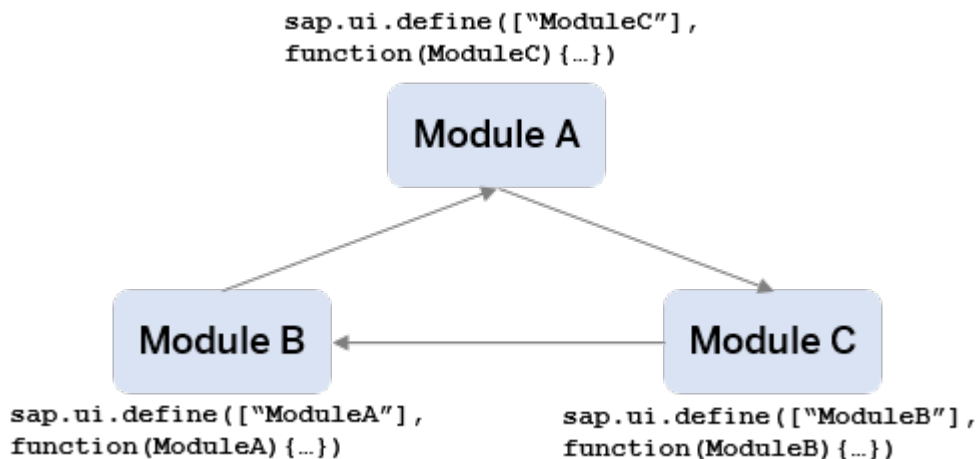 sap.ui.define([“ModuleC”],
function(ModuleC){…})
Module A
Module B
Module C
sap.ui.define([“ModuleA”],
function(ModuleA){…})
sap.ui.define([“ModuleB”],
function(ModuleB){…})